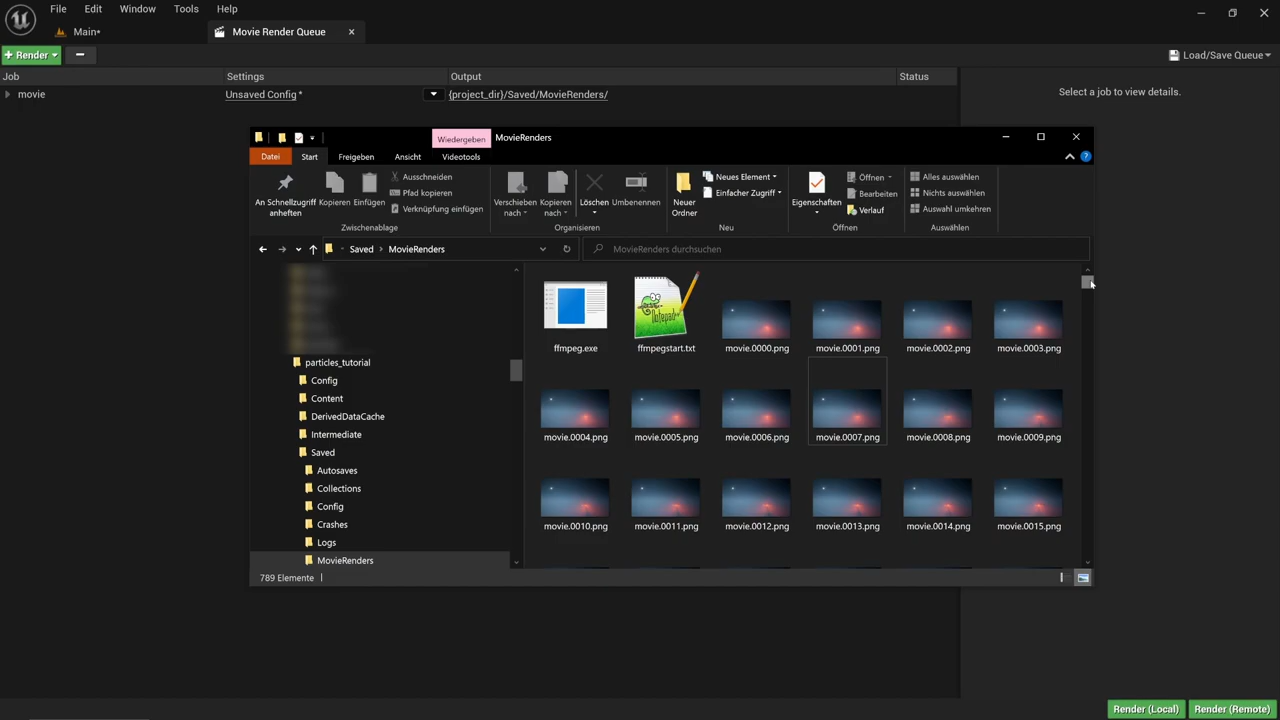 File Edit Window Tools Help
Main* Movie Render Queue
Render Load/Save Queue
Job Settings Output Status
movie Unsaved Config * {project_dir}/Saved/MovieRenders/
Select a job to view details.
Wiedergeben MovieRenders
Datei Start Freigeben Ansicht Videotools
An Schnellzugriff anheften
Kopieren
Einfügen
Ausschneiden
Pfad kopieren
Verknüpfung einfügen
Zwischenablage
Verschieben nach
Kopieren nach
Löschen
Umbenennen
Organisieren
Neuer Ordner
Neues Element
Einfacher Zugriff
Neu
Eigenschaften
Öffnen
Bearbeiten
Verlauf
Öffnen
Alles auswählen
Nichts auswählen
Auswahl umkehren
Auswählen
Saved MovieRenders MovieRenders durchsuchen
particles_tutorial
Config
Content
DerivedDataCache
Intermediate
Saved
Autosaves
Collections
Config
Crashes
Logs
MovieRenders
Notepad++
ffmpeg.exe ffmpegstart.txt movie.0000.png movie.0001.png movie.0002.png movie.0003.png
movie.0004.png movie.0005.png movie.0006.png movie.0007.png movie.0008.png movie.0009.png
movie.0010.png movie.0011.png movie.0012.png movie.0013.png movie.0014.png movie.0015.png
789 Elemente
Render (Local) Render (Remote)